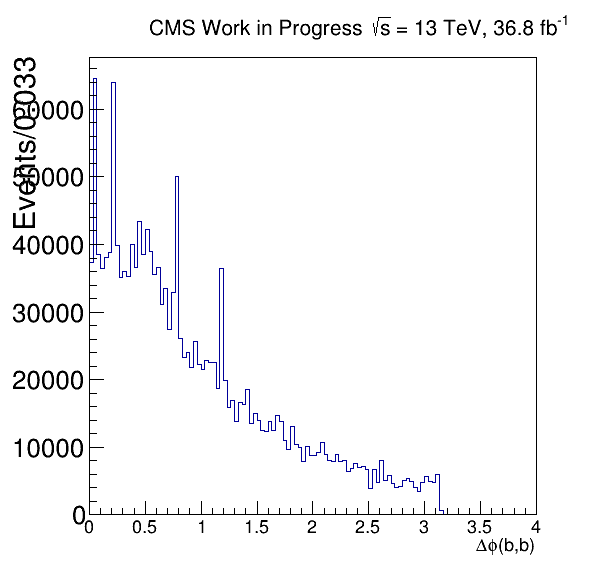 CMS Work in Progress √s = 13 TeV, 36.8 fb⁻¹
Events/0.033
60000
50000
40000
30000
20000
10000
0
0 0.5 1 1.5 2 2.5 3 3.5 4
Δϕ(b,b)